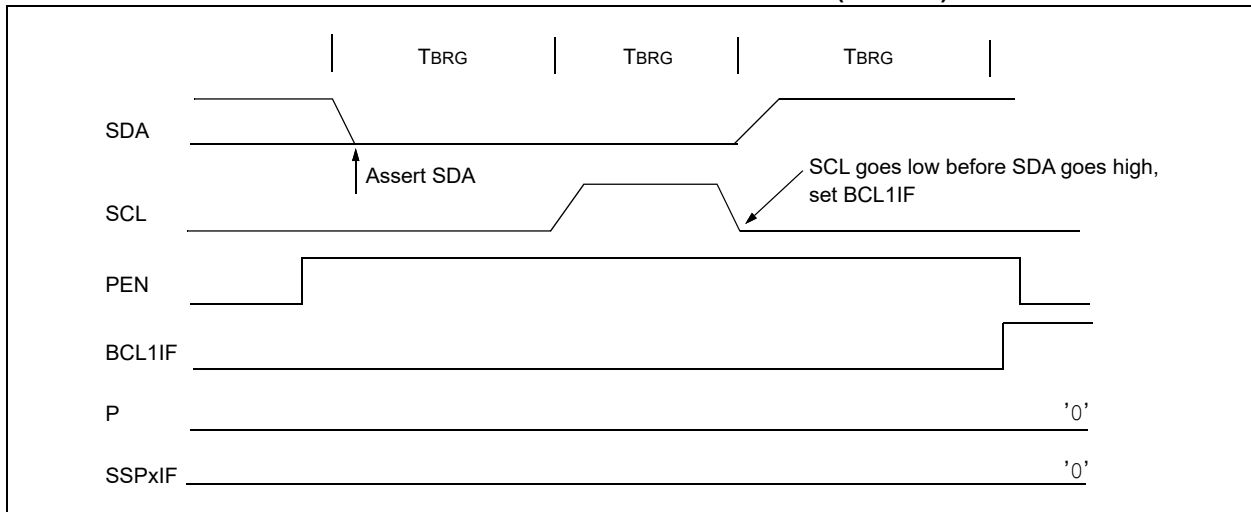 TBRG TBRG TBRG
SDA
Assert SDA
SCL goes low before SDA goes high,
set BCL1IF
SCL
PEN
BCL1IF
P ’0’
SSPxIF ’0’